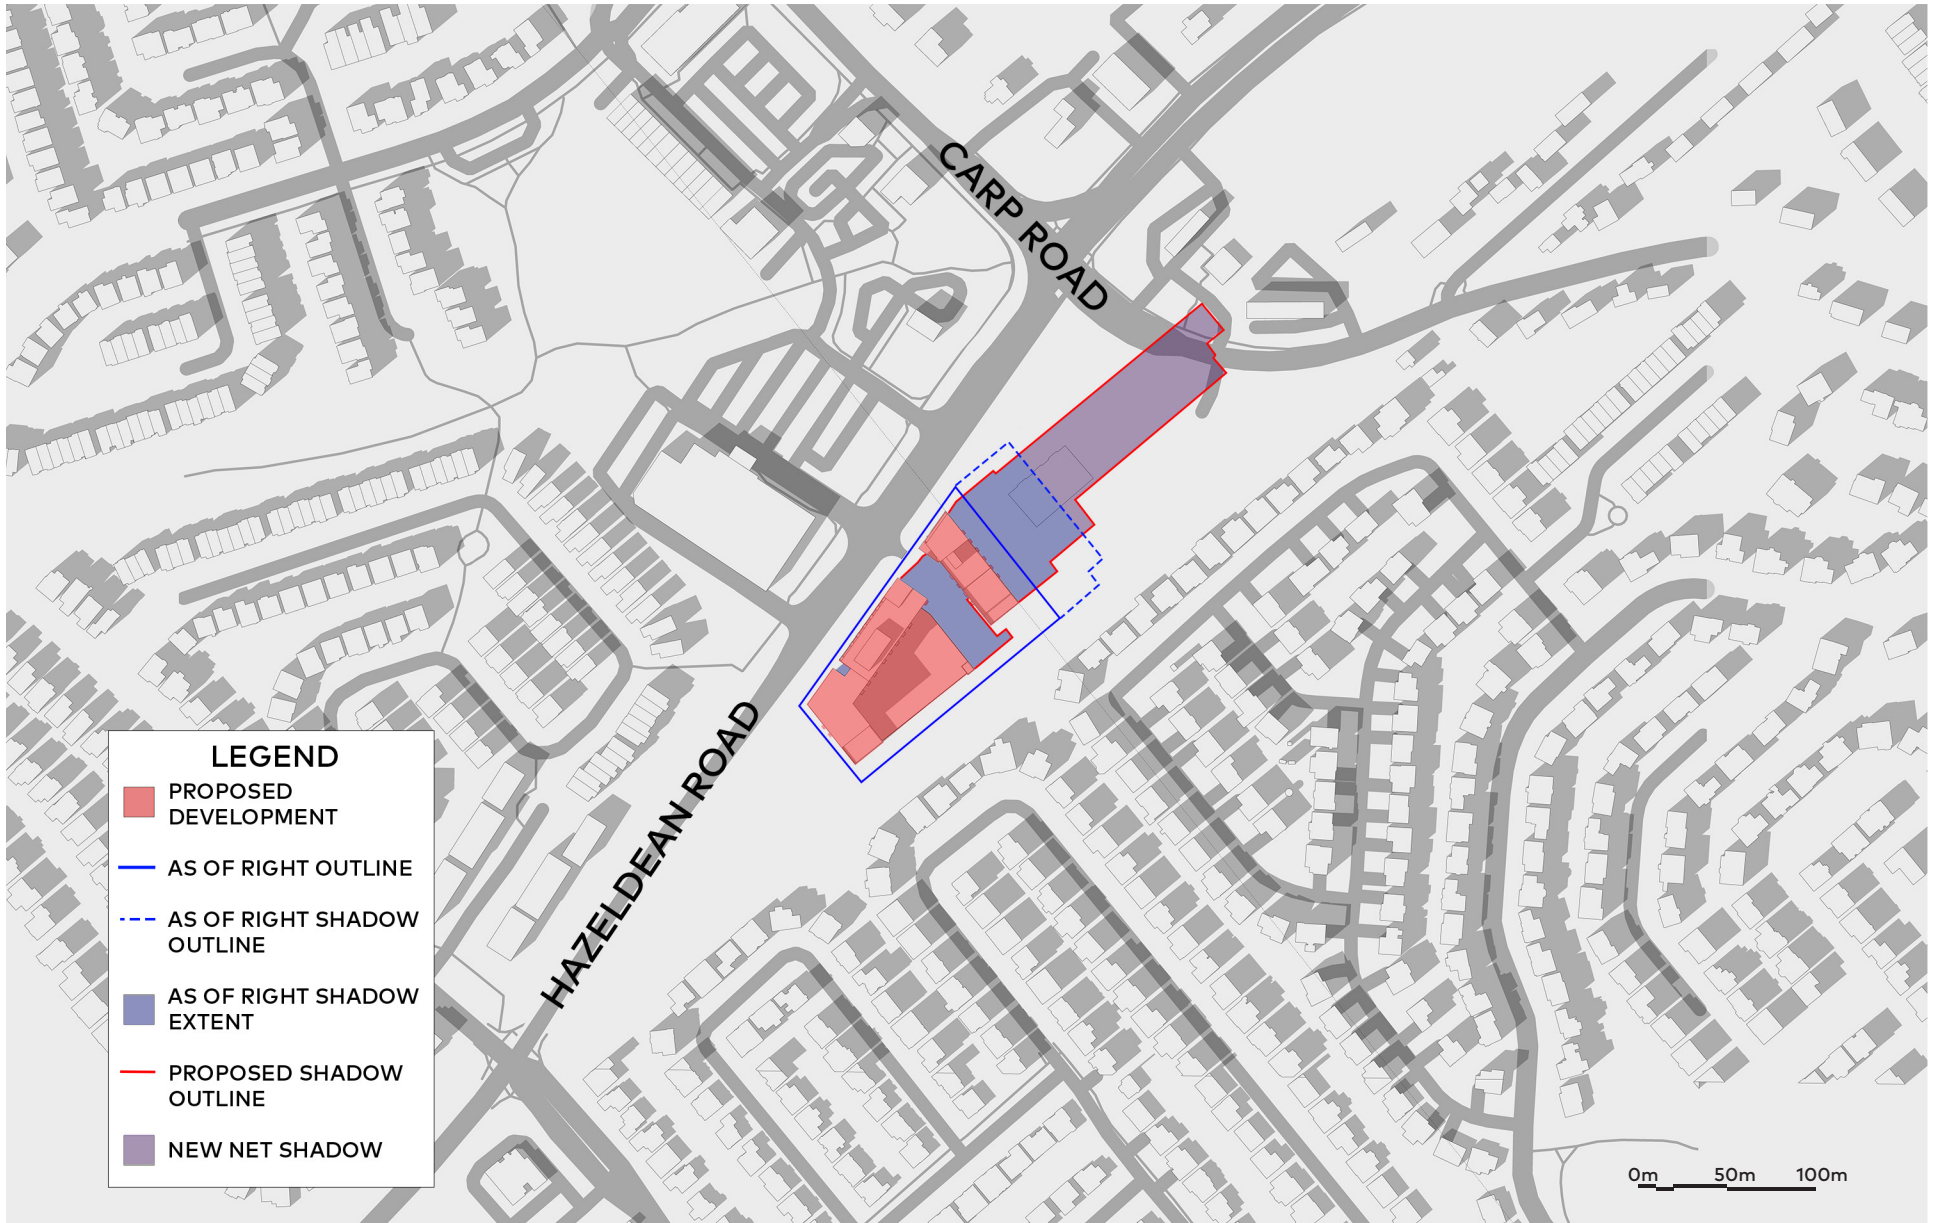 CARP ROAD
HAZELDEAN ROAD
LEGEND
PROPOSED
DEVELOPMENT
AS OF RIGHT OUTLINE
AS OF RIGHT SHADOW
OUTLINE
AS OF RIGHT SHADOW
EXTENT
PROPOSED SHADOW
OUTLINE
NEW NET SHADOW
0m 50m 100m